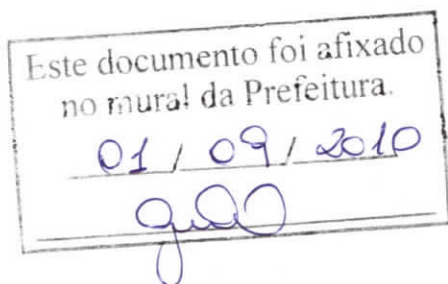 Este documento foi afixado
no mural da Prefeitura.
01 / 09 / 2010